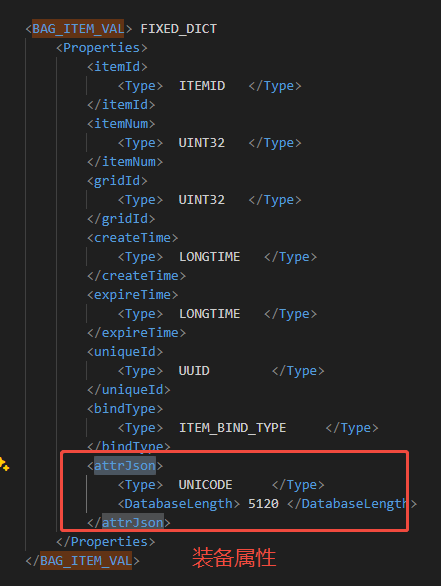 <BAG_ITEM_VAL> FIXED_DICT
<Properties>
<itemId>
<Type> ITEMID </Type>
</itemId>
<itemNum>
<Type> UINT32 </Type>
</itemNum>
<gridId>
<Type> UINT32 </Type>
</gridId>
<createTime>
<Type> LONGTIME </Type>
</createTime>
<expireTime>
<Type> LONGTIME </Type>
</expireTime>
<uniqueId>
<Type> UUID </Type>
</uniqueId>
<bindType>
<Type> ITEM_BIND_TYPE </Type>
</bindType>
<attrJson>
<Type> UNICODE </Type>
<DatabaseLength> 5120 </DatabaseLength>
</attrJson>
</Properties>
装备属性
</BAG_ITEM_VAL>